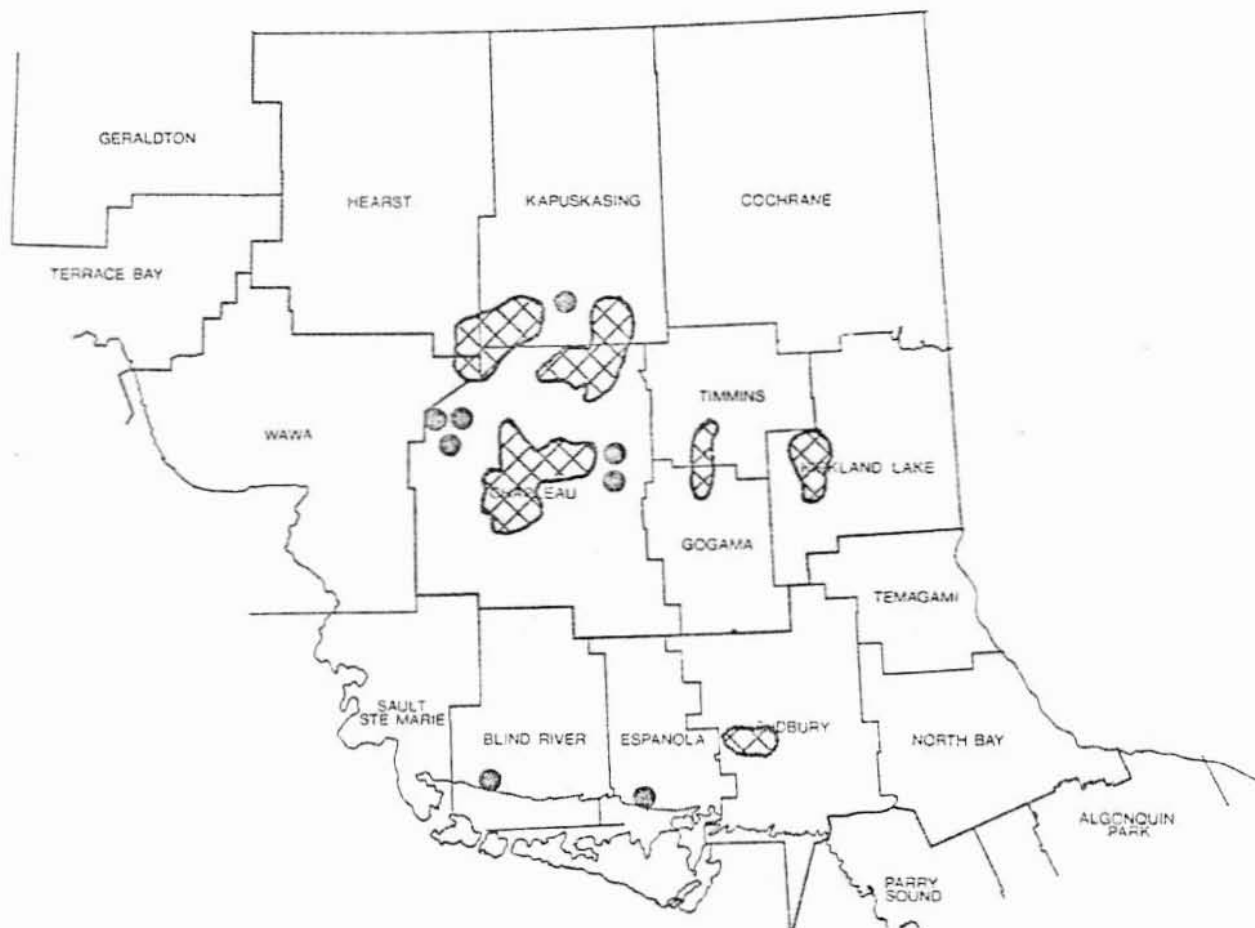 GERALDTON
HEARST
KAPUSKASING
COCHRANE
TERRACE BAY
TIMMINS
WAWA
LAND LAKE
EAU
GOGAMA
TEMAGAMI
SAULT
STE MARIE
BLIND RIVER
ESPANOLA
DBURY
NORTH BAY
ALGONQUIN
PARK
PARRY
SOUND